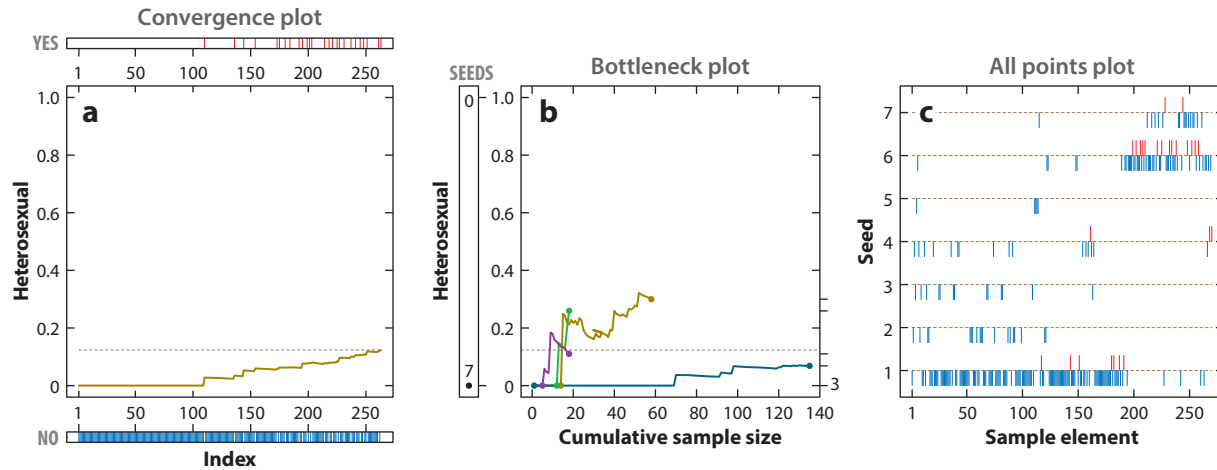 Convergence plot
YES
1 50 100 150 200 250
a
Heterosexual
1.0
0.8
0.6
0.4
0.2
0
1 50 100 150 200 250
NO
Index
Bottleneck plot
SEEDS
0
7
b
Heterosexual
1.0
0.8
0.6
0.4
0.2
0
3
0 20 40 60 80 100 120 140
Cumulative sample size
All points plot
c
Seed
7
6
5
4
3
2
1
1 50 100 150 200 250
Sample element